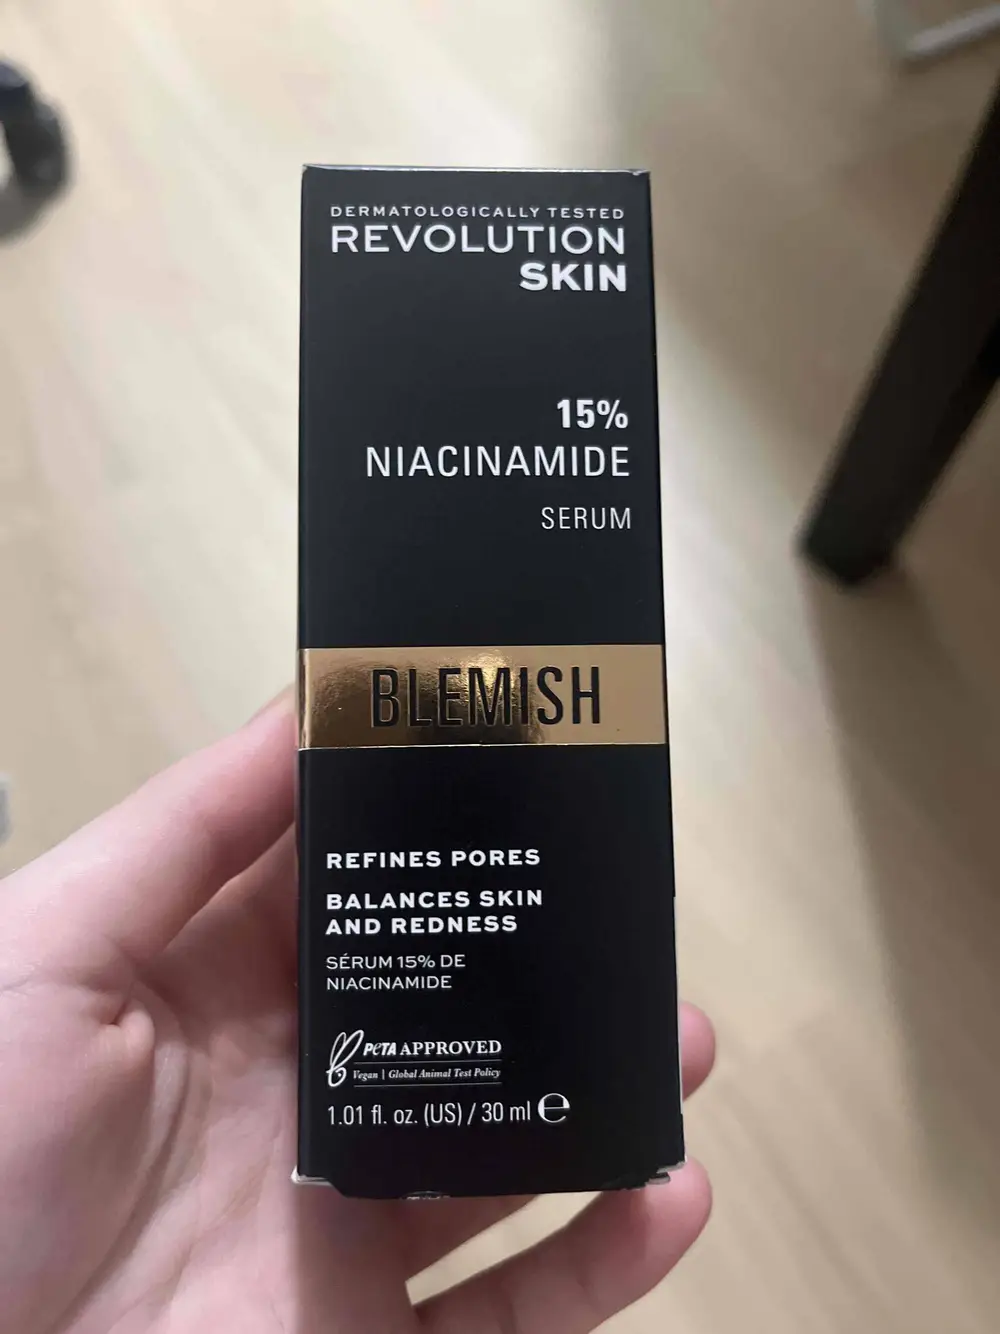 DERMATOLOGICALLY TESTED
REVOLUTION
SKIN
15%
NIACINAMIDE
SERUM
BLEMISH
REFINES PORES
BALANCES SKIN
AND REDNESS
SÉRUM 15% DE
NIACINAMIDE
PETA APPROVED
Vegan | Global Animal Test Policy
1.01 fl. oz. (US) / 30 ml ℮